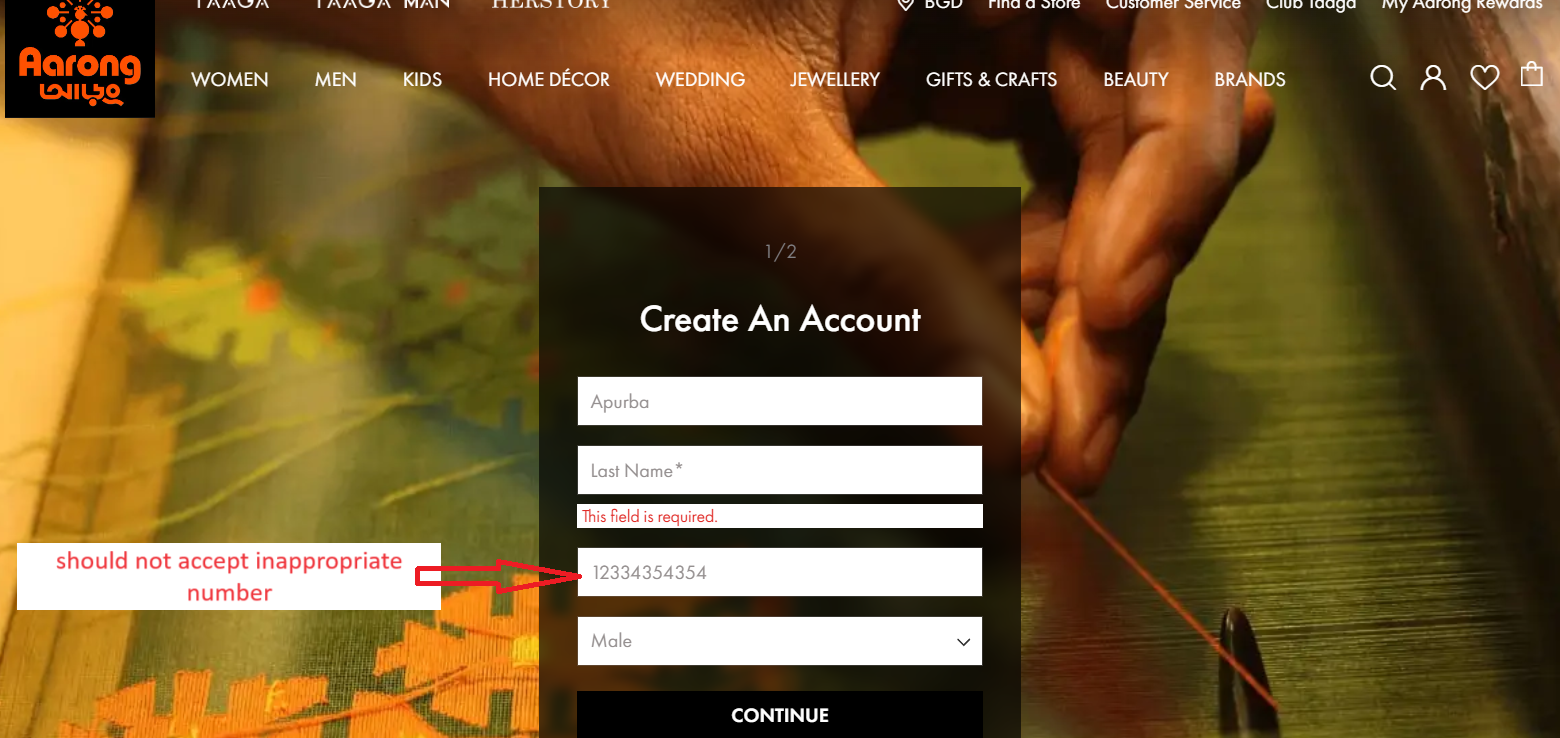 TAAGA TAAGA MAN HERSTORY BGD Find a Store Customer Service Club Taaga My Aarong Rewards
Aarong
আড়ং
WOMEN MEN KIDS HOME DÉCOR WEDDING JEWELLERY GIFTS & CRAFTS BEAUTY BRANDS
1/2
Create An Account
Apurba
Last Name*
This field is required.
should not accept inappropriate
number
12334354354
Male
CONTINUE